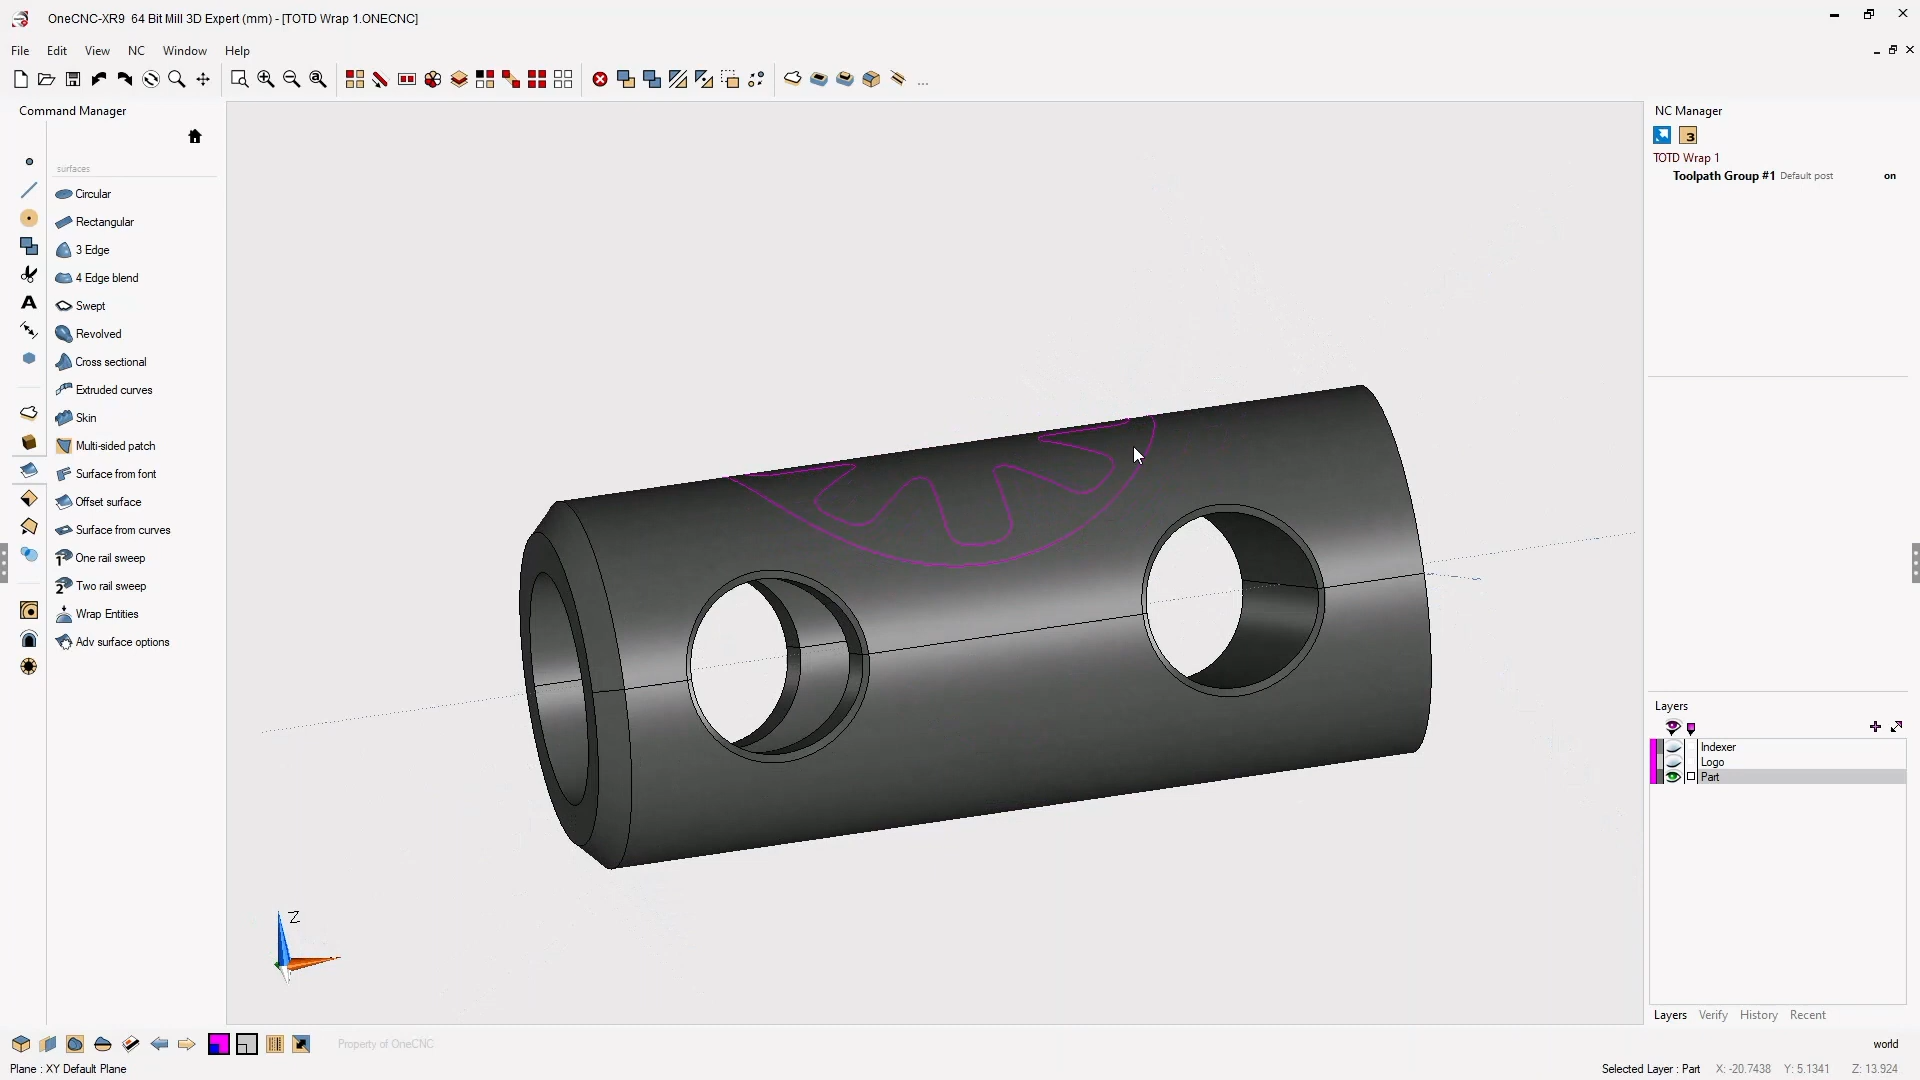 OneCNC-XR9  64 Bit Mill 3D Expert (mm) - [TOTD Wrap 1.ONECNC]
File Edit View NC Window Help
Command Manager
surfaces
Circular
Rectangular
3 Edge
4 Edge blend
Swept
Revolved
Cross sectional
Extruded curves
Skin
Multi-sided patch
Surface from font
Offset surface
Surface from curves
One rail sweep
Two rail sweep
Wrap Entities
Adv surface options
Z
NC Manager
3
TOTD Wrap 1
Toolpath Group #1 Default post on
Layers
Indexer
Logo
Part
Layers Verify History Recent
Property of OneCNC
world
Plane : XY Default Plane
Selected Layer : Part X: -20.7438 Y: 5.1341 Z: 13.924